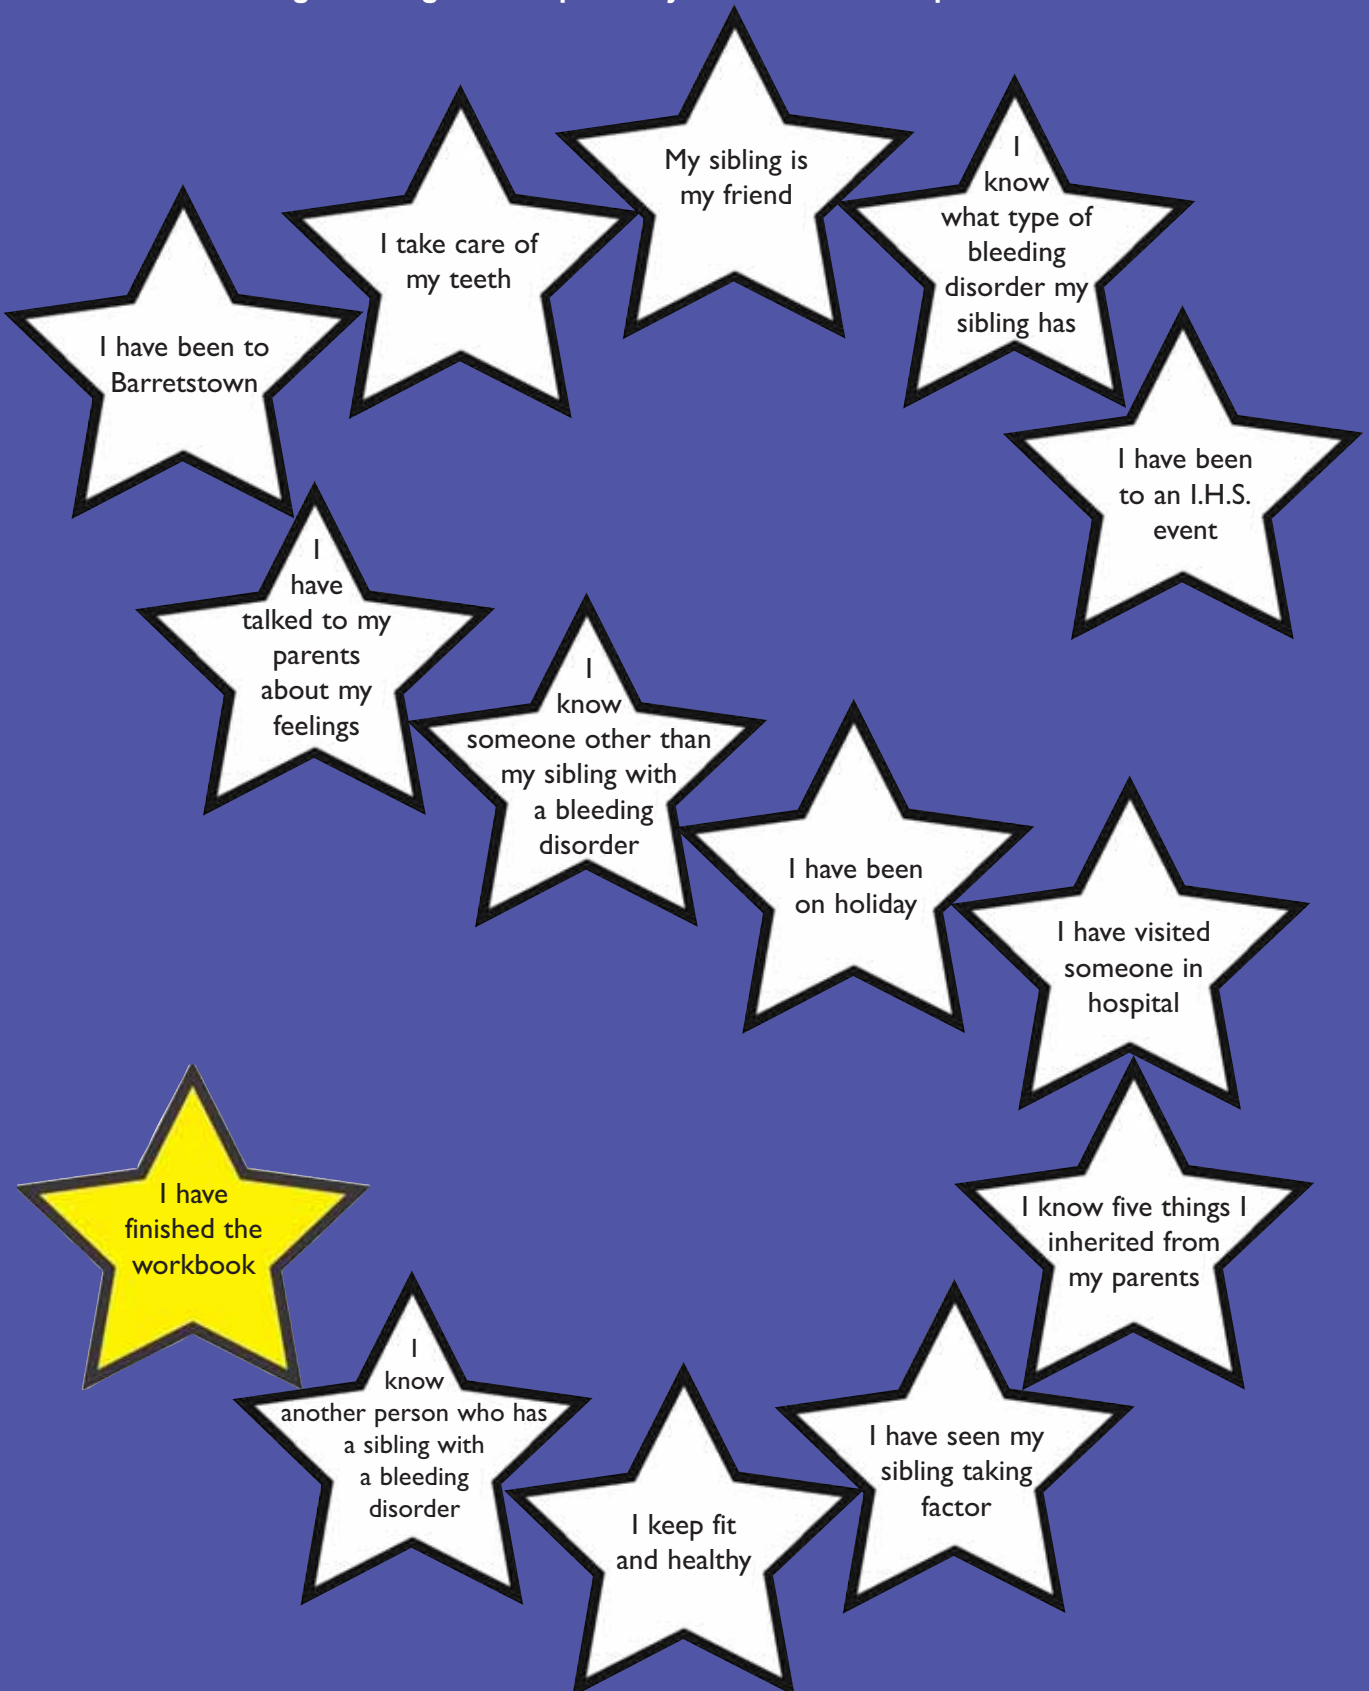 My sibling is
my friend
I
know
what type of
bleeding
disorder my
sibling has
I take care of
my teeth
I have been to
Barretstown
I have been
to an I.H.S.
event
I
have
talked to my
parents
about my
feelings
I
know
someone other than
my sibling with
a bleeding
disorder
I have been
on holiday
I have visited
someone in
hospital
I have
finished the
workbook
I know five things I
inherited from
my parents
I
know
another person who has
a sibling with
a bleeding
disorder
I have seen my
sibling taking
factor
I keep fit
and healthy